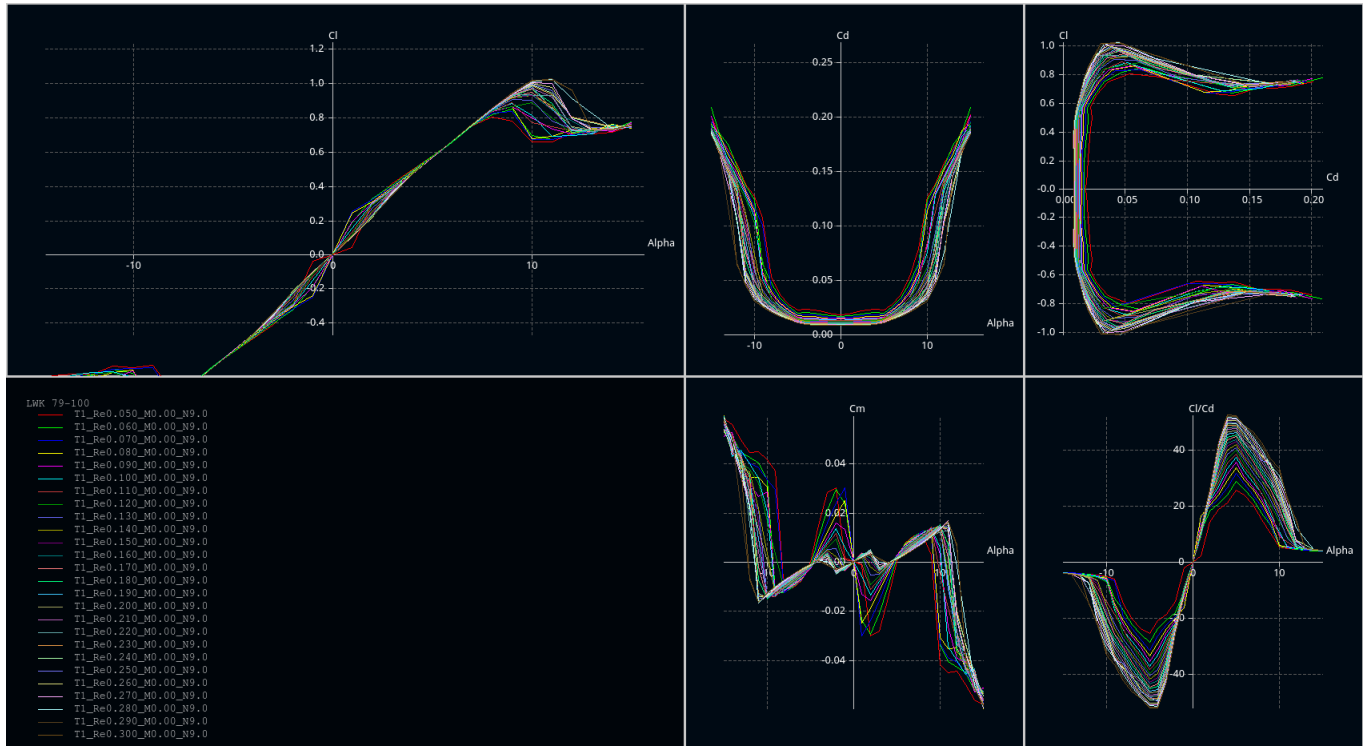 Cl
1.2
1.0
0.8
0.6
0.4
0.2
0.0
Alpha
-10
0
10
-0.2
-0.4
Cd
0.25
0.20
0.15
0.10
0.05
0.00
Alpha
-10
0
10
Cl
1.0
0.8
0.6
0.4
0.2
Cd
-0.0
0.00
0.05
0.10
0.15
0.20
-0.2
-0.4
-0.6
-0.8
-1.0
LWK 79-100
T1_Re0.050_M0.00_N9.0
T1_Re0.060_M0.00_N9.0
T1_Re0.070_M0.00_N9.0
T1_Re0.080_M0.00_N9.0
T1_Re0.090_M0.00_N9.0
T1_Re0.100_M0.00_N9.0
T1_Re0.110_M0.00_N9.0
T1_Re0.120_M0.00_N9.0
T1_Re0.130_M0.00_N9.0
T1_Re0.140_M0.00_N9.0
T1_Re0.150_M0.00_N9.0
T1_Re0.160_M0.00_N9.0
T1_Re0.170_M0.00_N9.0
T1_Re0.180_M0.00_N9.0
T1_Re0.190_M0.00_N9.0
T1_Re0.200_M0.00_N9.0
T1_Re0.210_M0.00_N9.0
T1_Re0.220_M0.00_N9.0
T1_Re0.230_M0.00_N9.0
T1_Re0.240_M0.00_N9.0
T1_Re0.250_M0.00_N9.0
T1_Re0.260_M0.00_N9.0
T1_Re0.270_M0.00_N9.0
T1_Re0.280_M0.00_N9.0
T1_Re0.290_M0.00_N9.0
T1_Re0.300_M0.00_N9.0
Cm
0.04
0.02
Alpha
0.00
-10
0
10
-0.02
-0.04
Cl/Cd
40
20
Alpha
0
-10
0
10
-20
-40